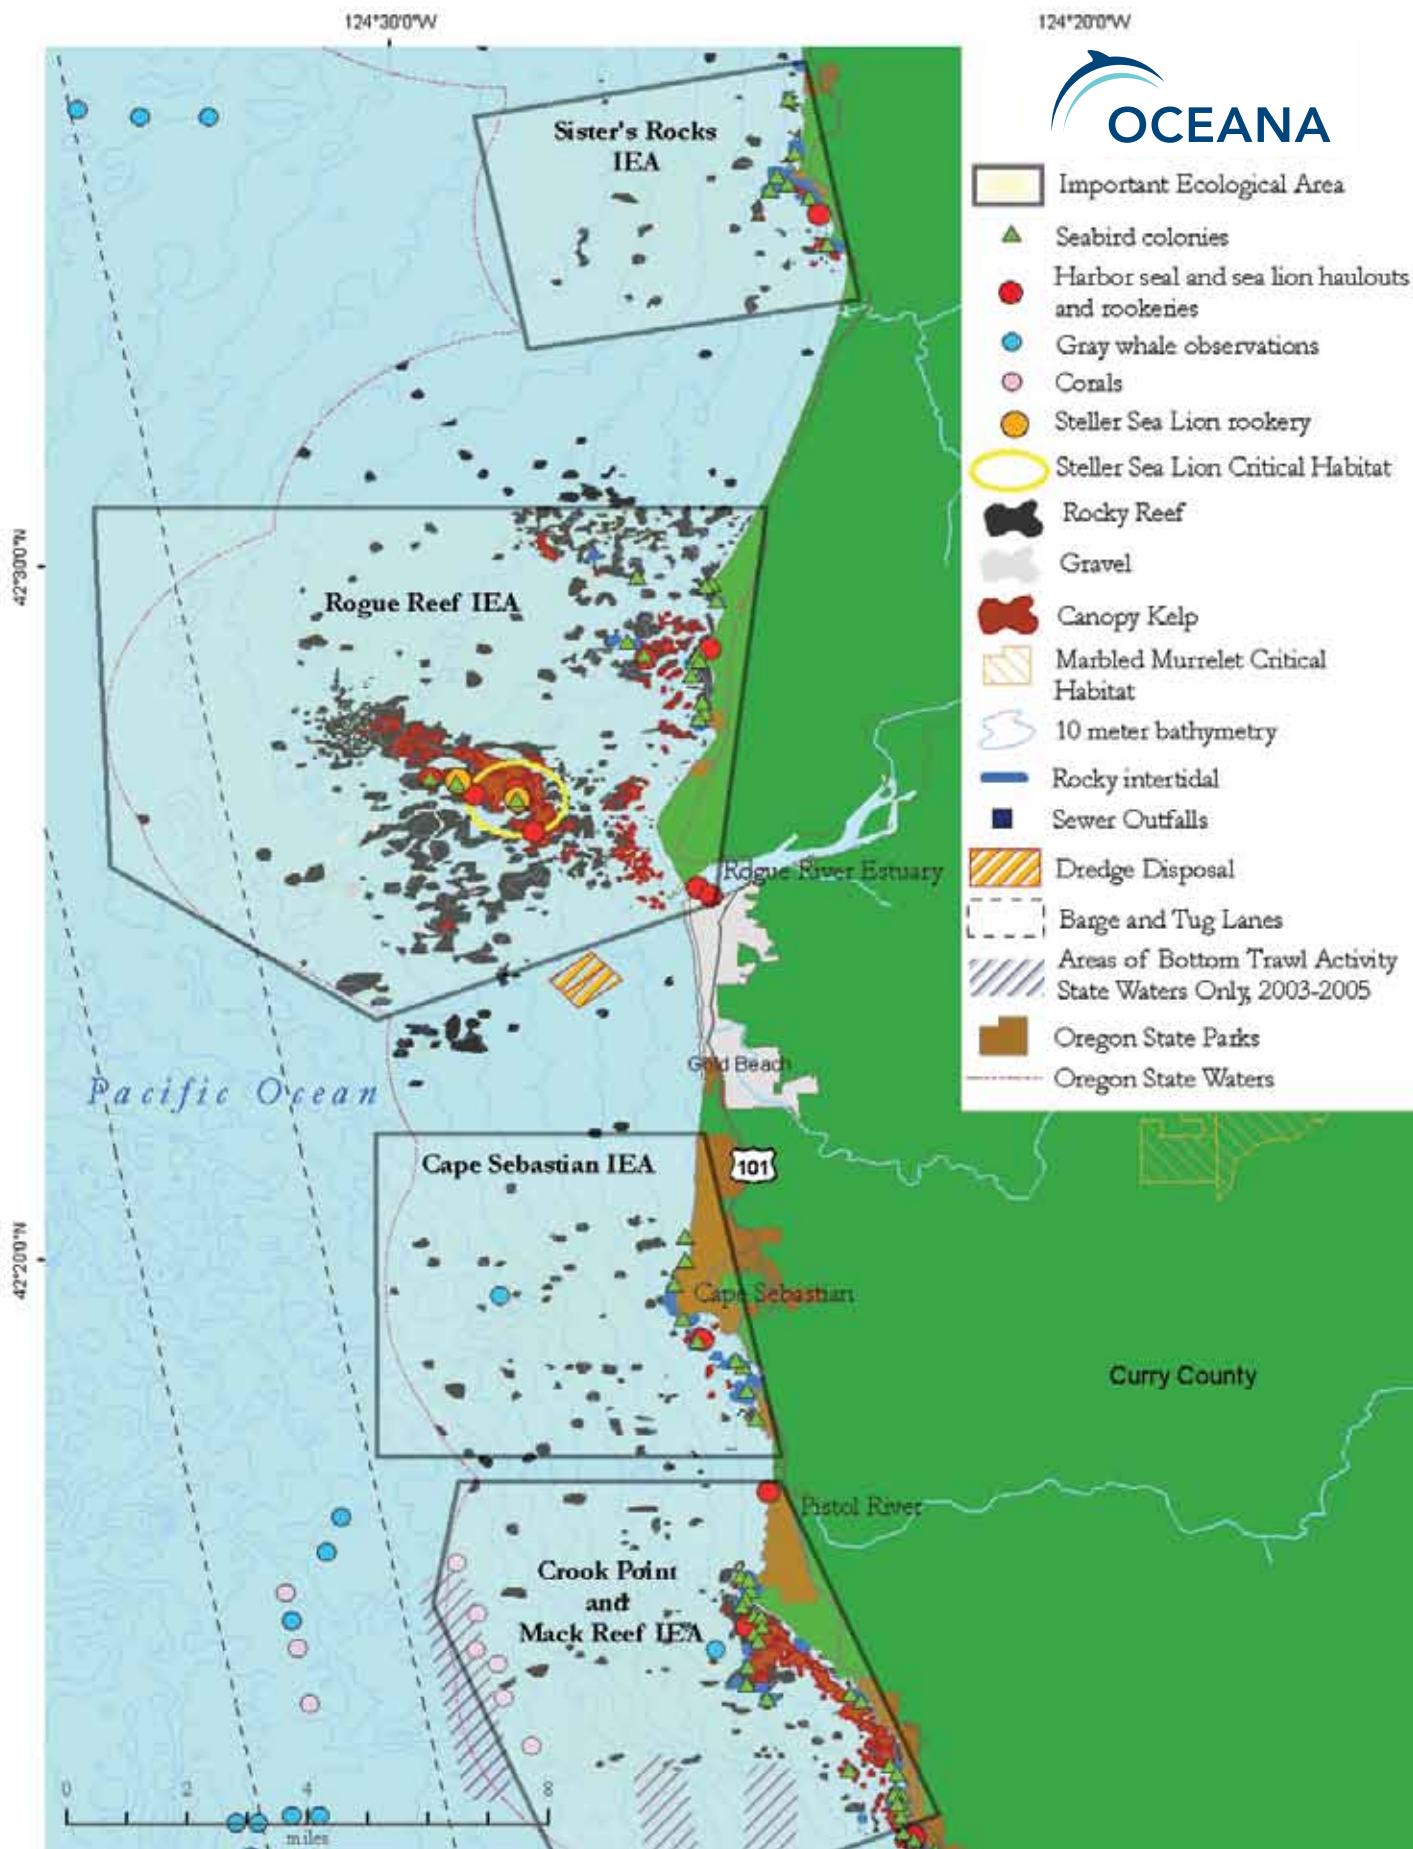 124°30'0"W
124°20'0"W
OCEANA
Sister's Rocks
IEA
Important Ecological Area
Seabird colonies
Harbor seal and sea lion haulouts
and rookeries
Gray whale observations
Corals
Steller Sea Lion rookery
Steller Sea Lion Critical Habitat
Rocky Reef
Gravel
Canopy Kelp
Marbled Murrelet Critical
Habitat
10 meter bathymetry
Rocky intertidal
Sewer Outfalls
Dredge Disposal
Barge and Tug Lanes
Areas of Bottom Trawl Activity
State Waters Only, 2003-2005
Oregon State Parks
Oregon State Waters
42°30'0"N
Rogue Reef IEA
Rogue River Estuary
Gold Beach
Pacific Ocean
Cape Sebastian IEA
101
42°20'0"N
Cape Sebastian
Curry County
Pistol River
Crook Point
and
Mack Reef IEA
0 2 4 8
miles